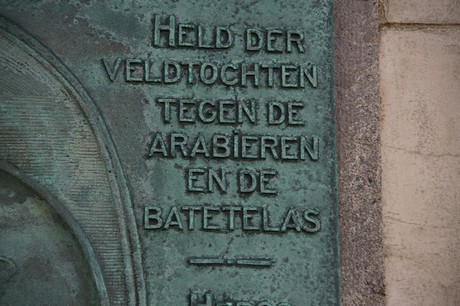 HELD DER
VELDTOCHTEN
TEGEN DE
ARABIEREN
EN DE
BATETELAS